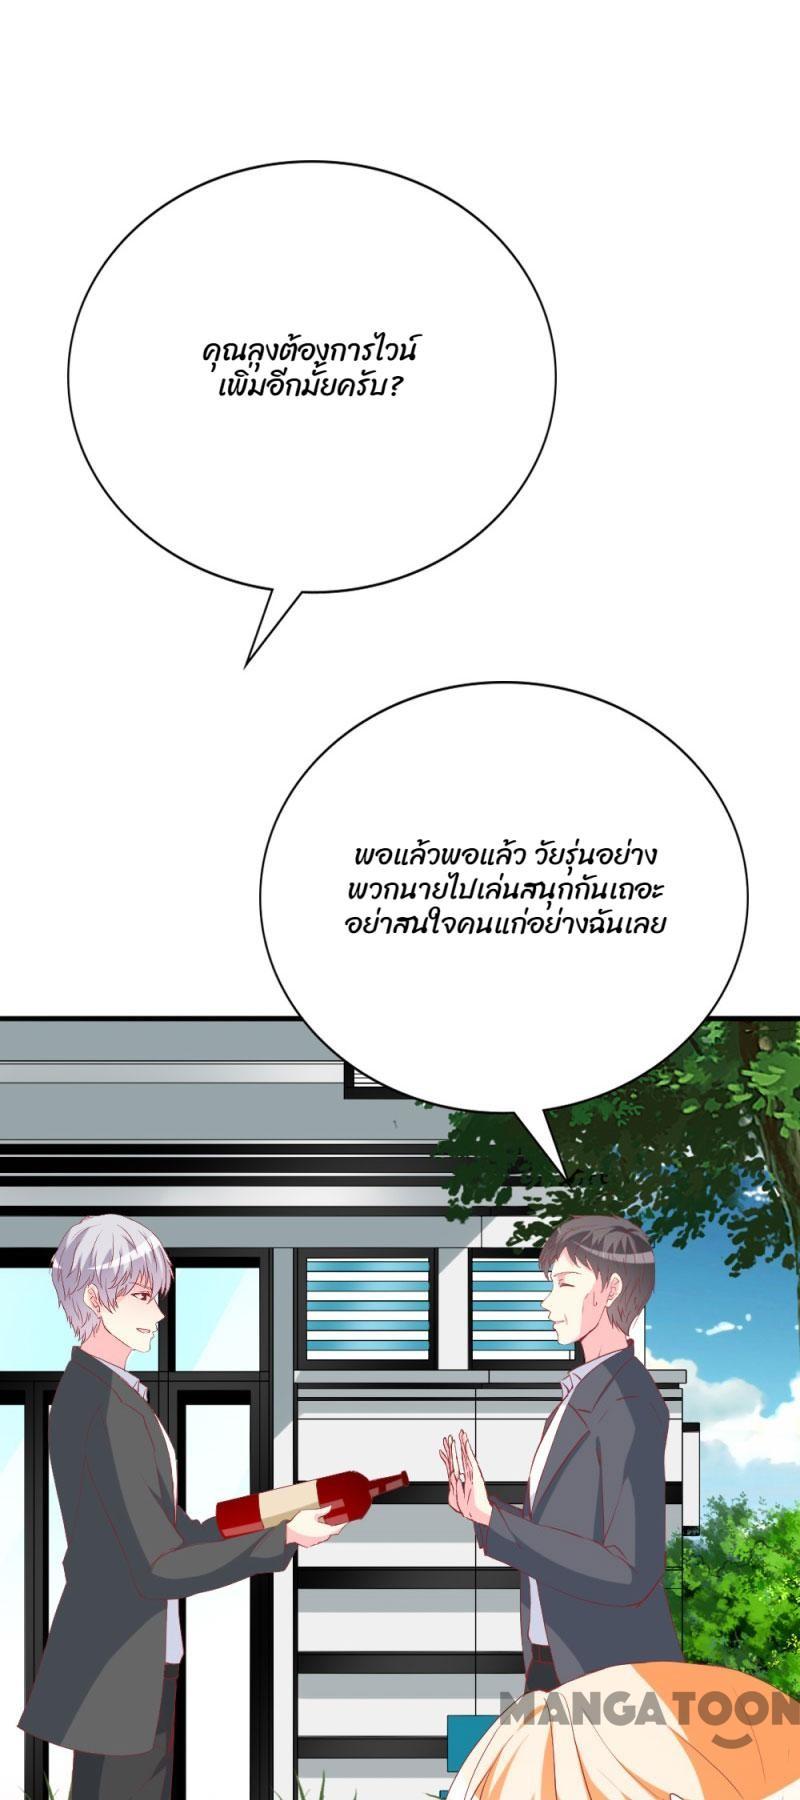 คุณลุงต้องการไวน์
เพิ่มอีกมั้ยครับ?
พอแล้วพอแล้ว วัยรุ่นอย่าง
พวกนายไปเล่นสนุกกันเถอะ
อย่าสนใจคนแก่อย่างฉันเลย
MANGATOON